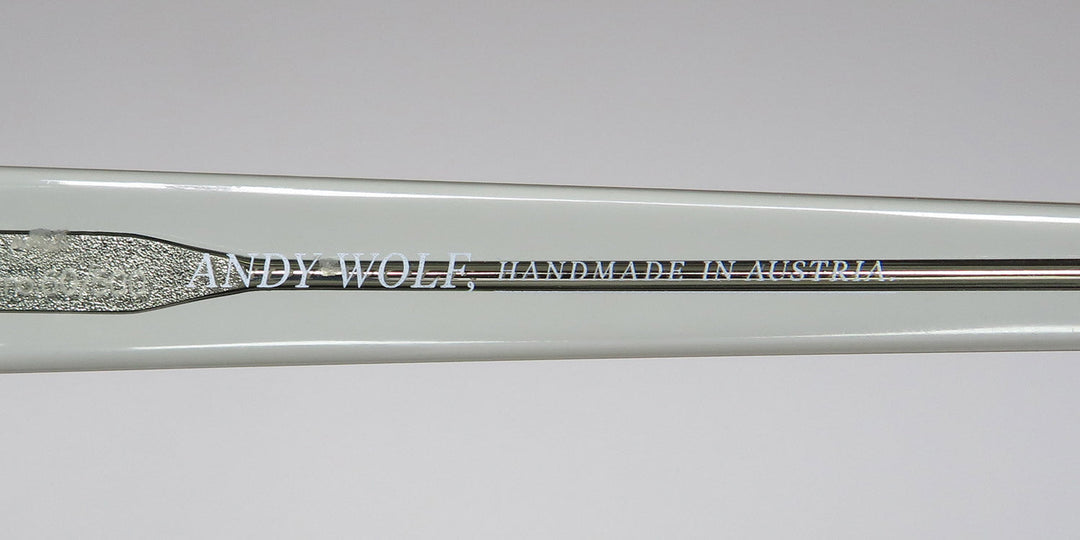 ANDY WOLF, HANDMADE IN AUSTRIA.